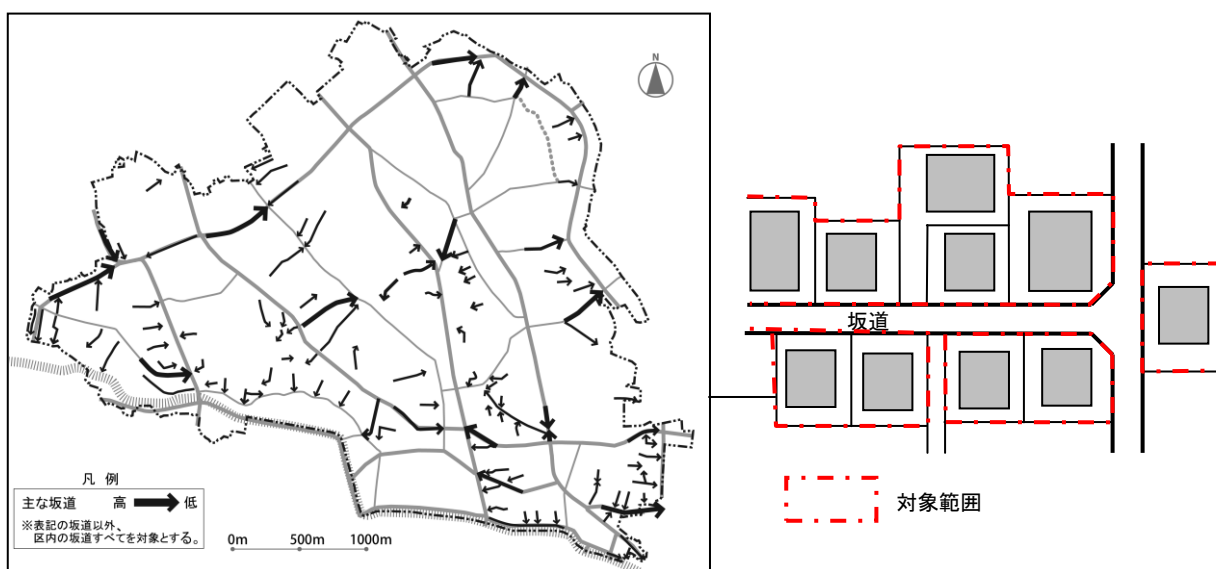 N
凡 例
主な坂道 高 低
※表記の坂道以外、
区内の坂道すべてを対象とする。
0m 500m 1000m
坂道
対象範囲